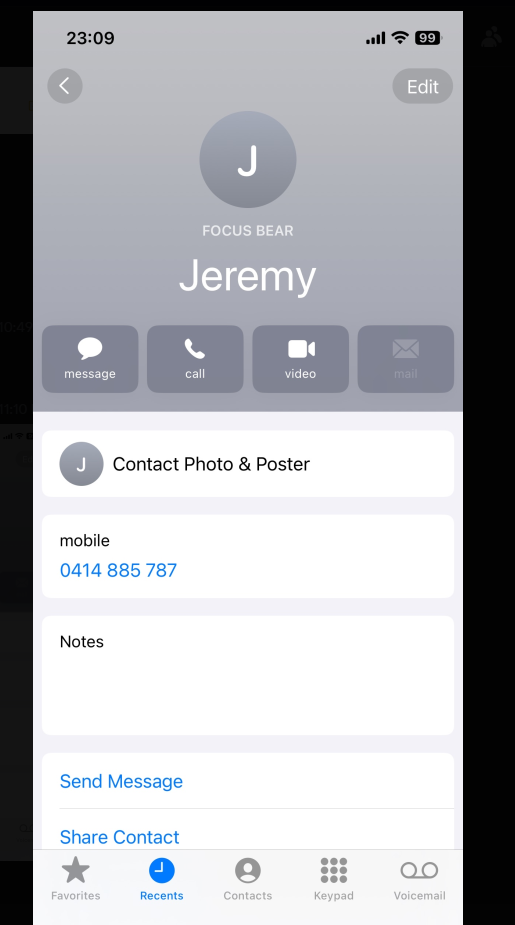 23:09
99
Edit
J
FOCUS BEAR
Jeremy
message
call
video
mail
J
Contact Photo & Poster
mobile
0414 885 787
Notes
Send Message
Share Contact
Favorites
Recents
Contacts
Keypad
Voicemail